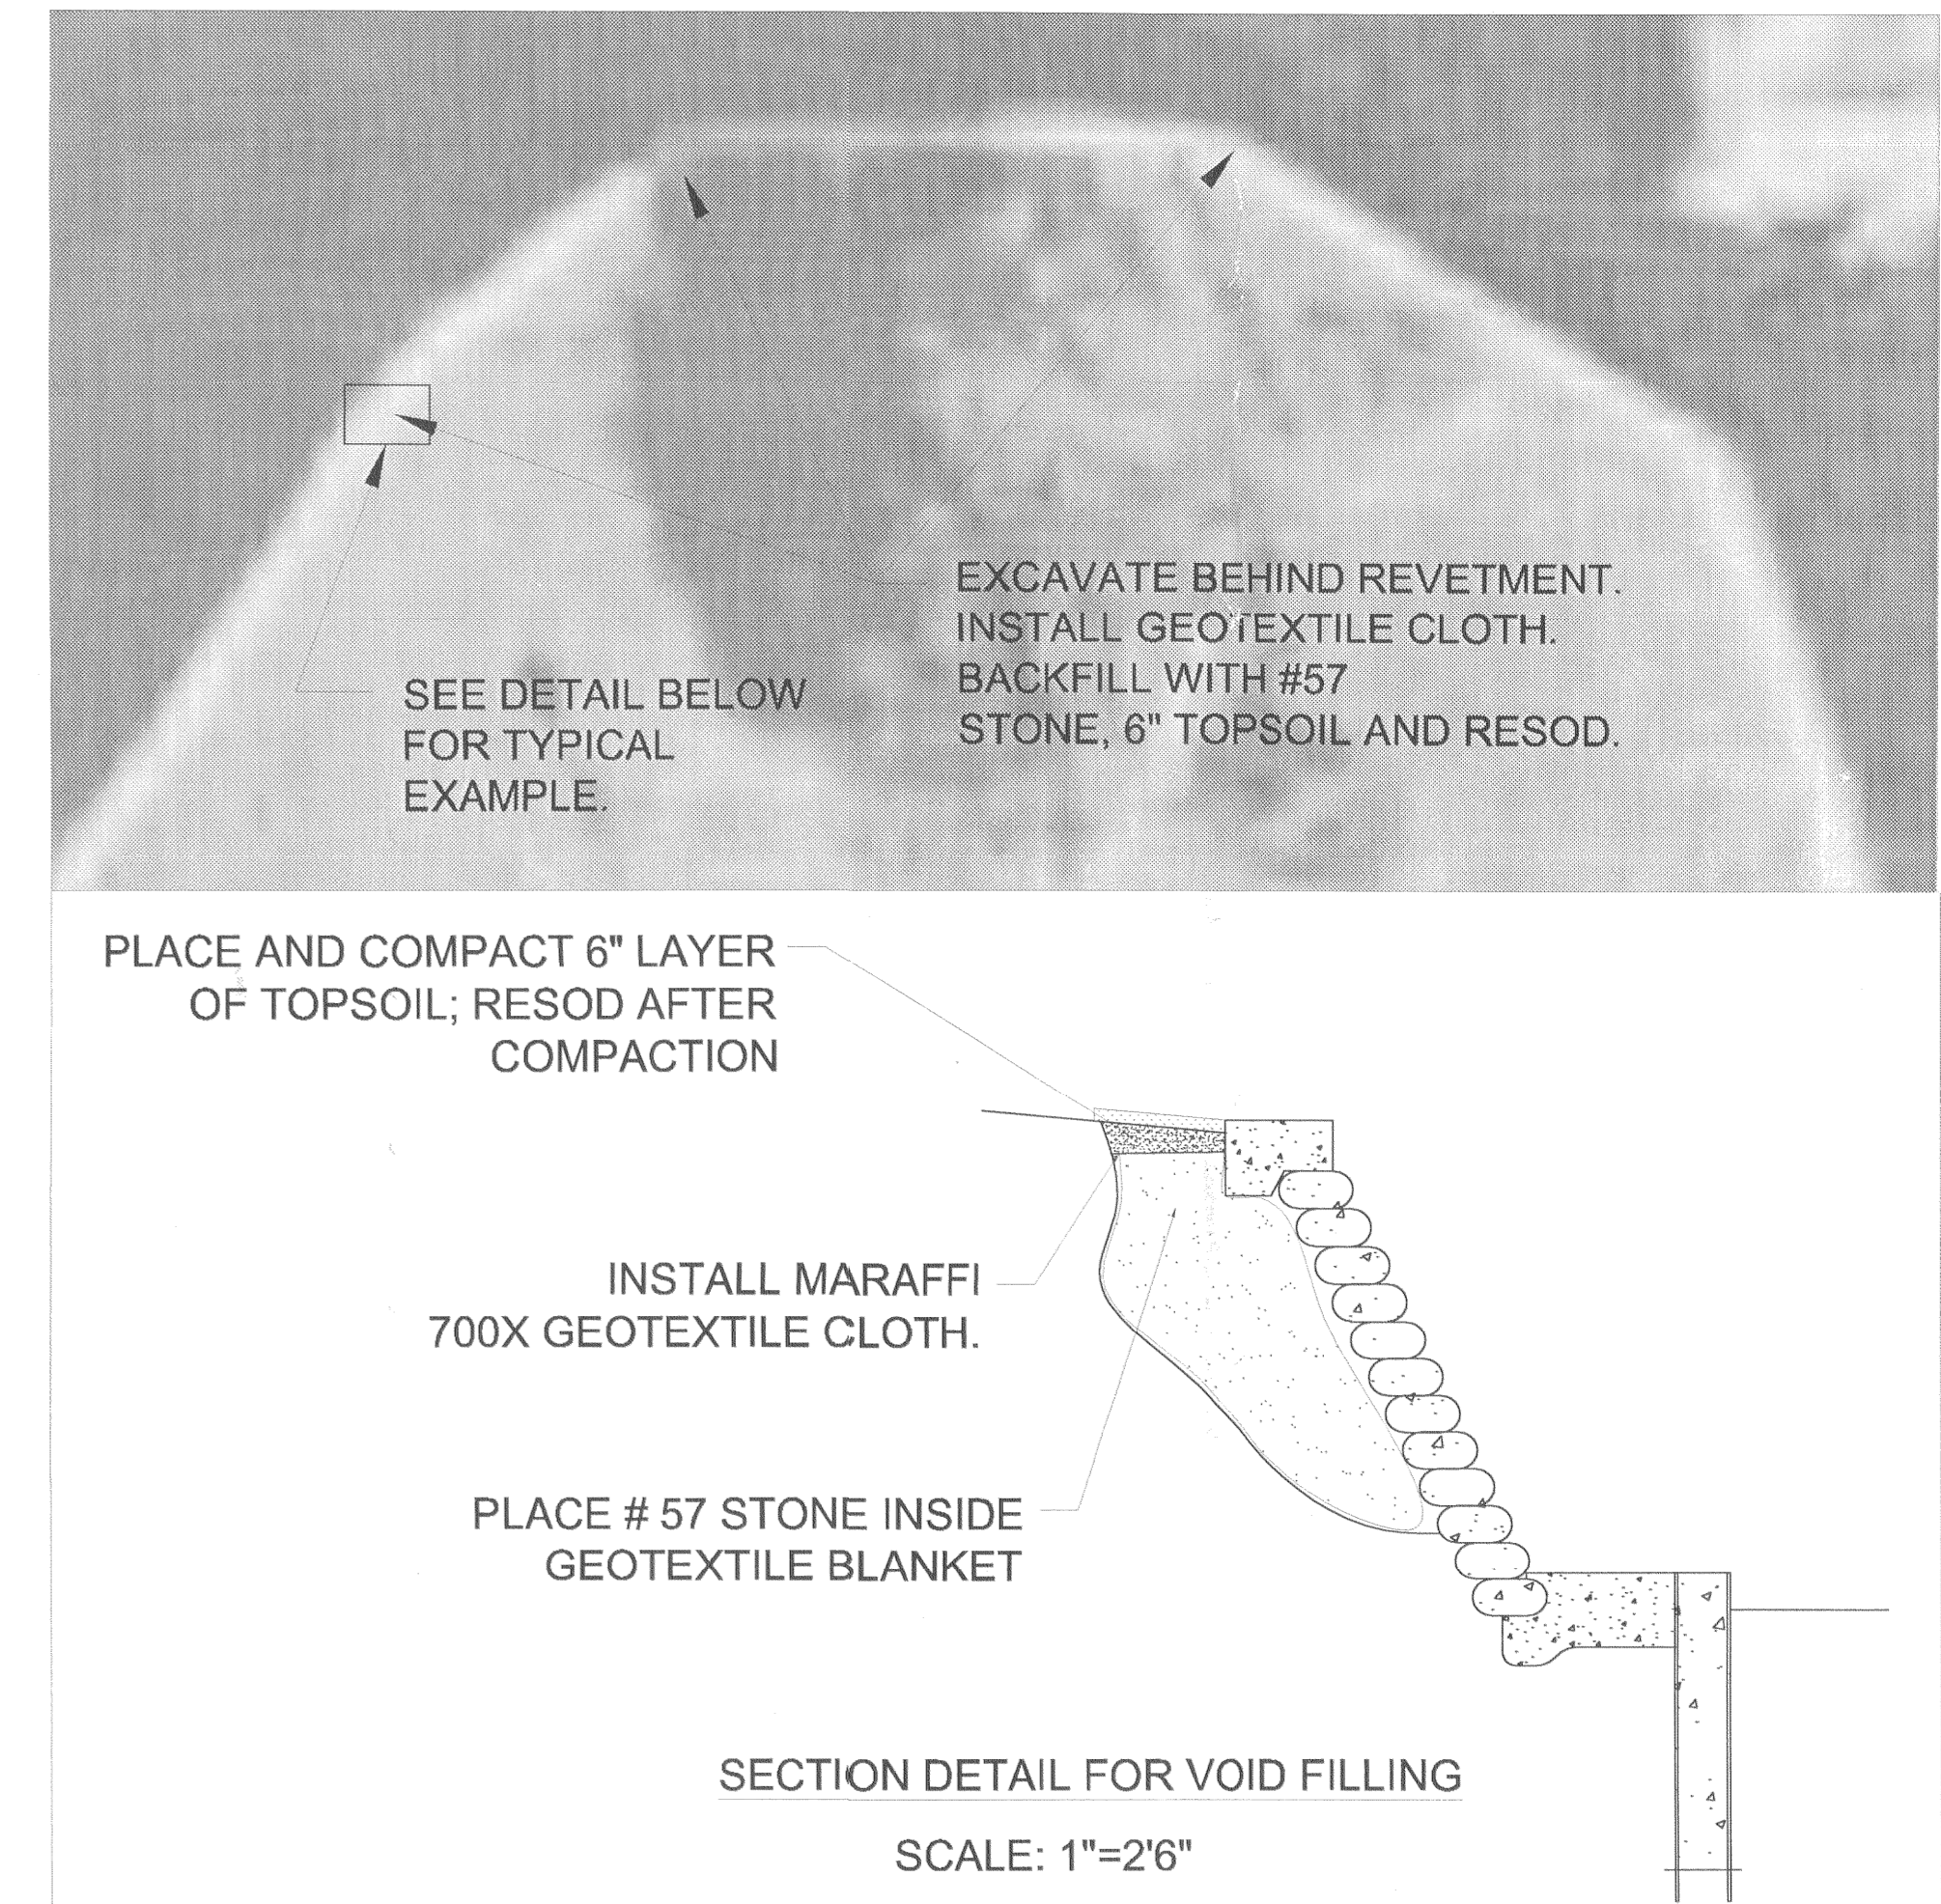 SEE DETAIL BELOW
FOR TYPICAL
EXAMPLE.
EXCAVATE BEHIND REVETMENT.
INSTALL GEOTEXTILE CLOTH.
BACKFILL WITH #57
STONE, 6" TOPSOIL AND RESOD.
PLACE AND COMPACT 6" LAYER
OF TOPSOIL; RESOD AFTER
COMPACTION
INSTALL MARAFFI
700X GEOTEXTILE CLOTH.
PLACE # 57 STONE INSIDE
GEOTEXTILE BLANKET
SECTION DETAIL FOR VOID FILLING
SCALE: 1"=2'6"